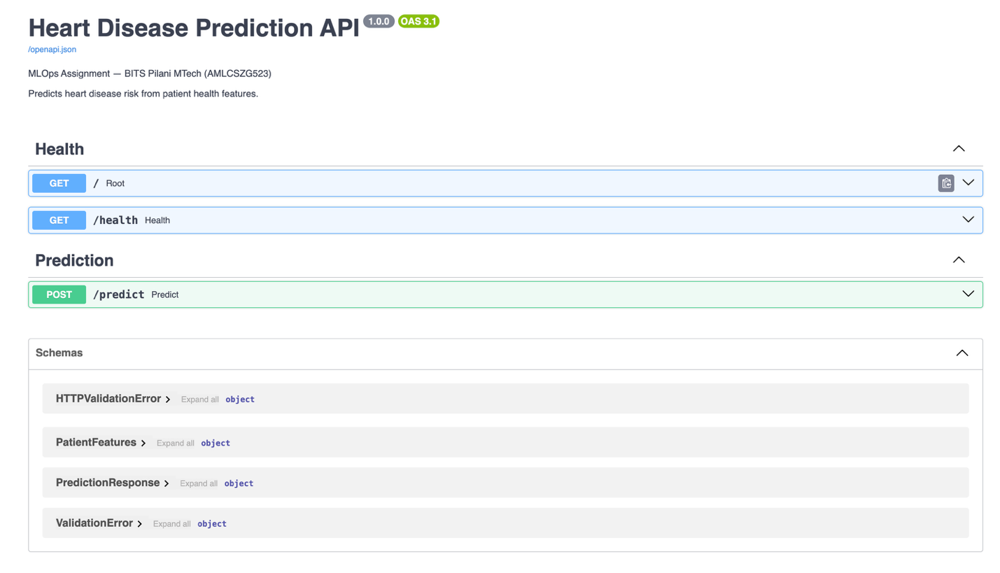 Heart Disease Prediction API 1.0.0 OAS 3.1
/openapi.json
MLOps Assignment — BITS Pilani MTech (AMLCSZG523)
Predicts heart disease risk from patient health features.
Health
GET / Root
GET /health Health
Prediction
POST /predict Predict
Schemas
HTTPValidationError Expand all object
PatientFeatures Expand all object
PredictionResponse Expand all object
ValidationError Expand all object